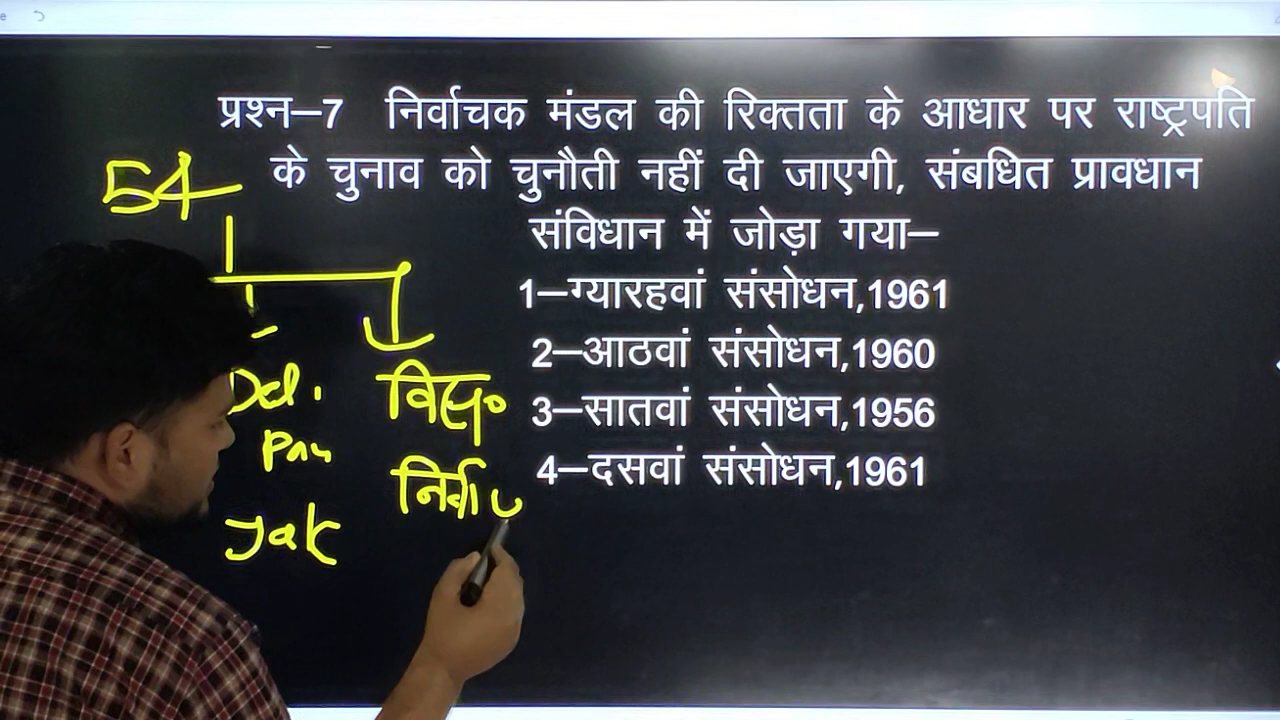 प्रश्न–7 निर्वाचक मंडल की रिक्तता के आधार पर राष्ट्रपति
के चुनाव को चुनौती नहीं दी जाएगी, संबधित प्रावधान
संविधान में जोड़ा गया–
1–ग्यारहवां संसोधन,1961
2–आठवां संसोधन,1960
3–सातवां संसोधन,1956
4–दसवां संसोधन,1961
54
Del.
विस०
निर्वा